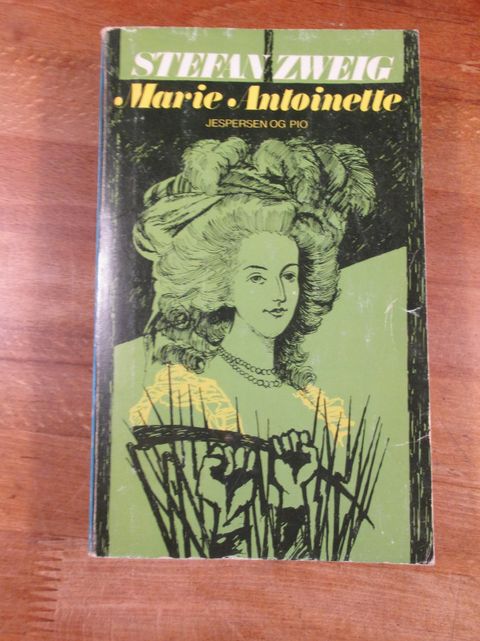 STEFAN ZWEIG
Marie Antoinette
JESPERSEN OG PIO